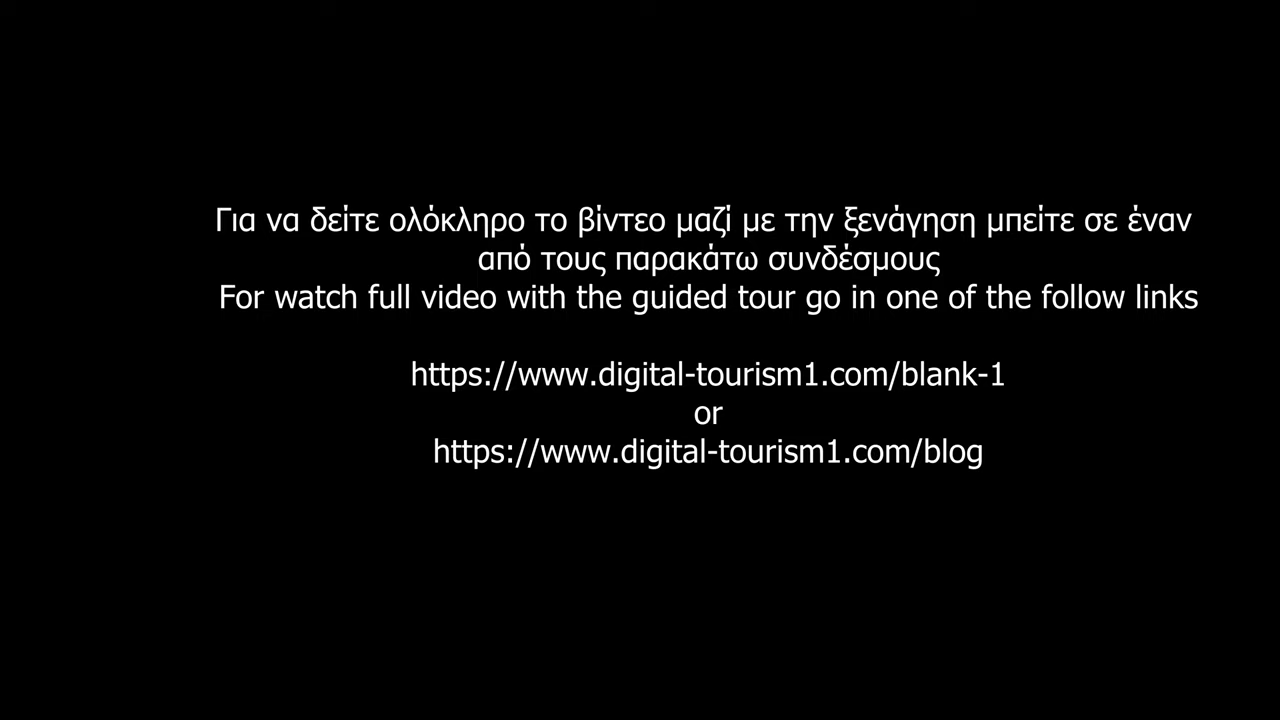 Για να δείτε ολόκληρο το βίντεο μαζί με την ξενάγηση μπείτε σε έναν
από τους παρακάτω συνδέσμους
For watch full video with the guided tour go in one of the follow links
https://www.digital-tourism1.com/blank-1
or
https://www.digital-tourism1.com/blog